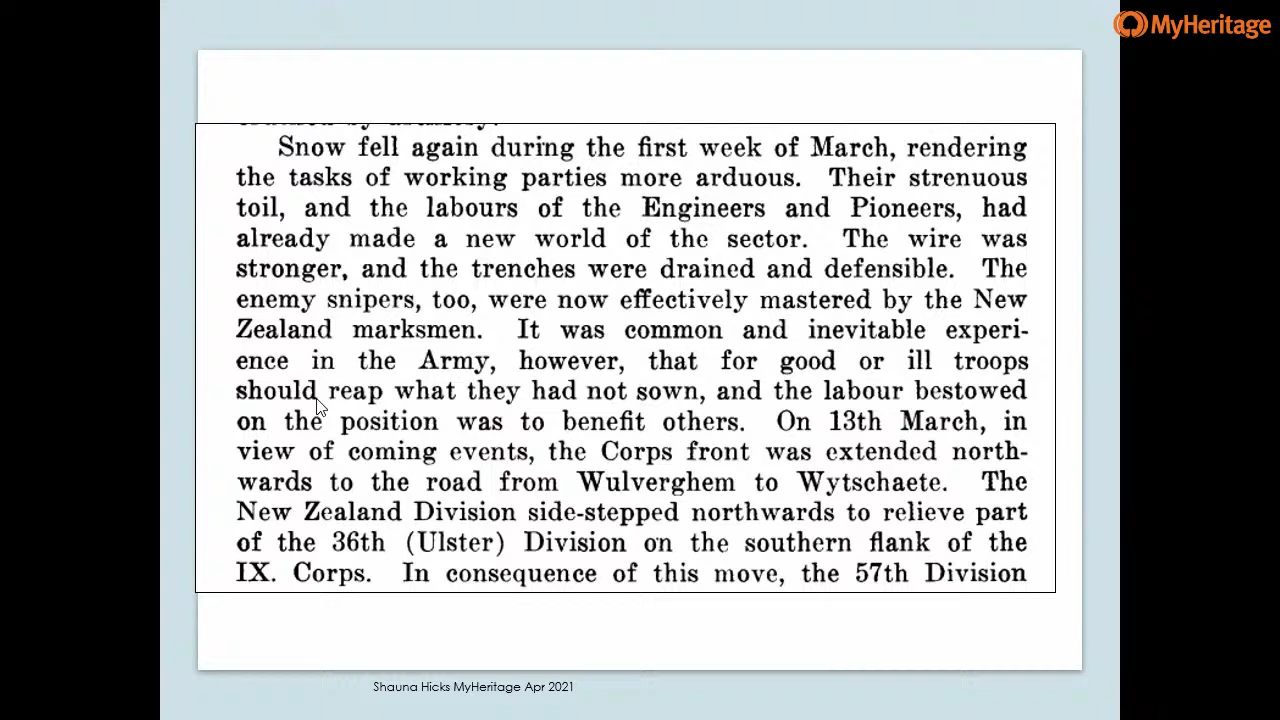 MyHeritage
Snow fell again during the first week of March, rendering
the tasks of working parties more arduous. Their strenuous
toil, and the labours of the Engineers and Pioneers, had
already made a new world of the sector. The wire was
stronger, and the trenches were drained and defensible. The
enemy snipers, too, were now effectively mastered by the New
Zealand marksmen. It was common and inevitable experi-
ence in the Army, however, that for good or ill troops
should reap what they had not sown, and the labour bestowed
on the position was to benefit others. On 13th March, in
view of coming events, the Corps front was extended north-
wards to the road from Wulverghem to Wytschaete. The
New Zealand Division side-stepped northwards to relieve part
of the 36th (Ulster) Division on the southern flank of the
IX. Corps. In consequence of this move, the 57th Division
Shauna Hicks MyHeritage Apr 2021